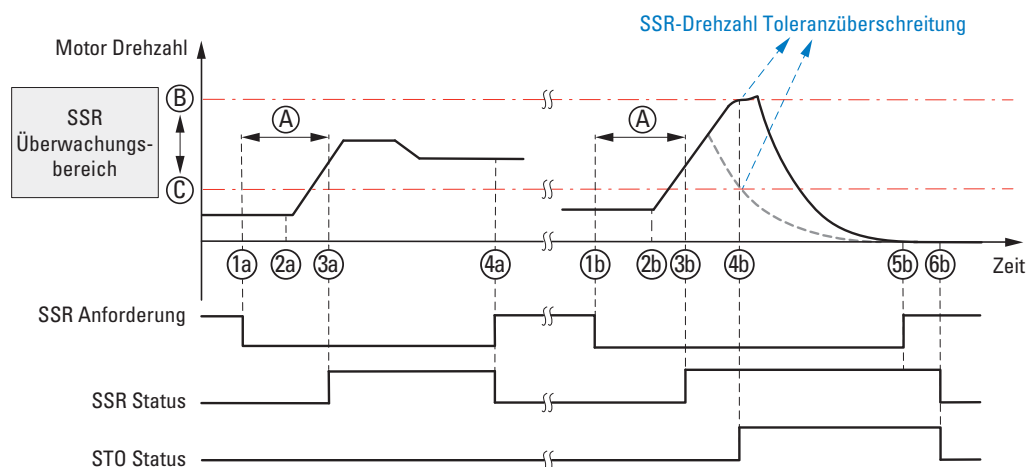 SSR-Drehzahl Toleranzüberschreitung
Motor Drehzahl
SSR
Überwachungs-
bereich
B
C
A
A
1a
2a
3a
4a
1b
2b
3b
4b
5b
6b
Zeit
SSR Anforderung
SSR Status
STO Status